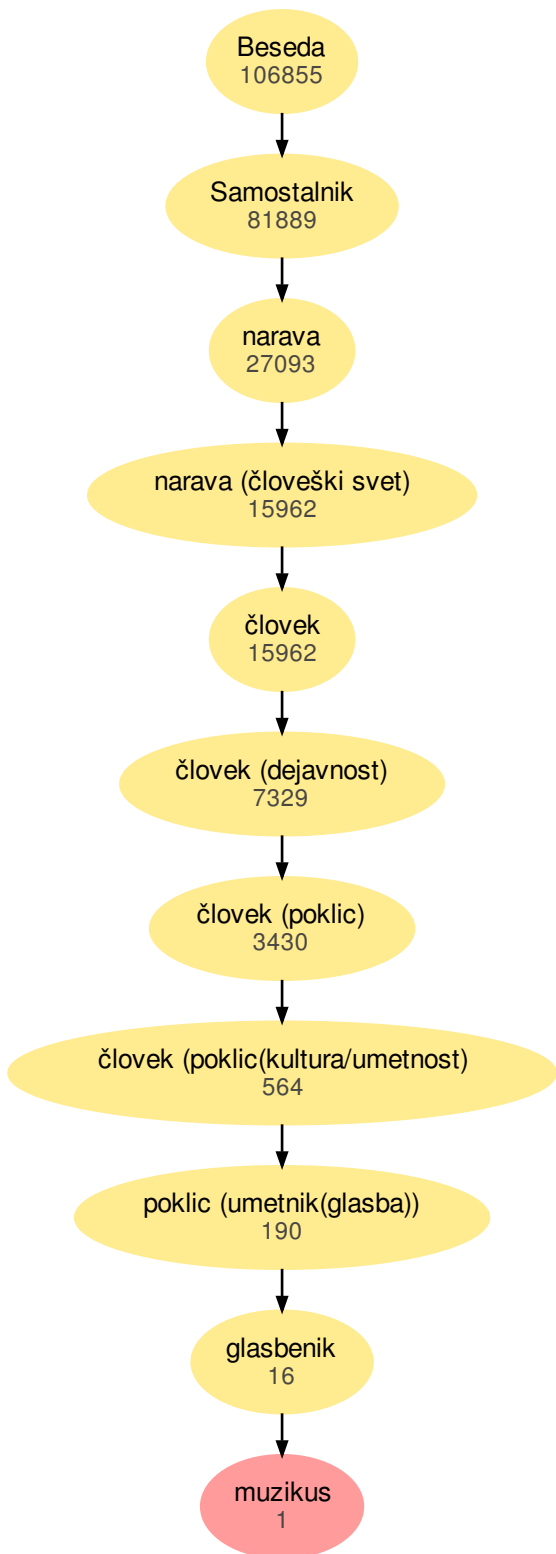 Beseda
106855
Samostalnik
81889
narava
27093
narava (človeški svet)
15962
človek
15962
človek (dejavnost)
7329
človek (poklic)
3430
človek (poklic(kultura/umetnost)
564
poklic (umetnik(glasba))
190
glasbenik
16
muzikus
1